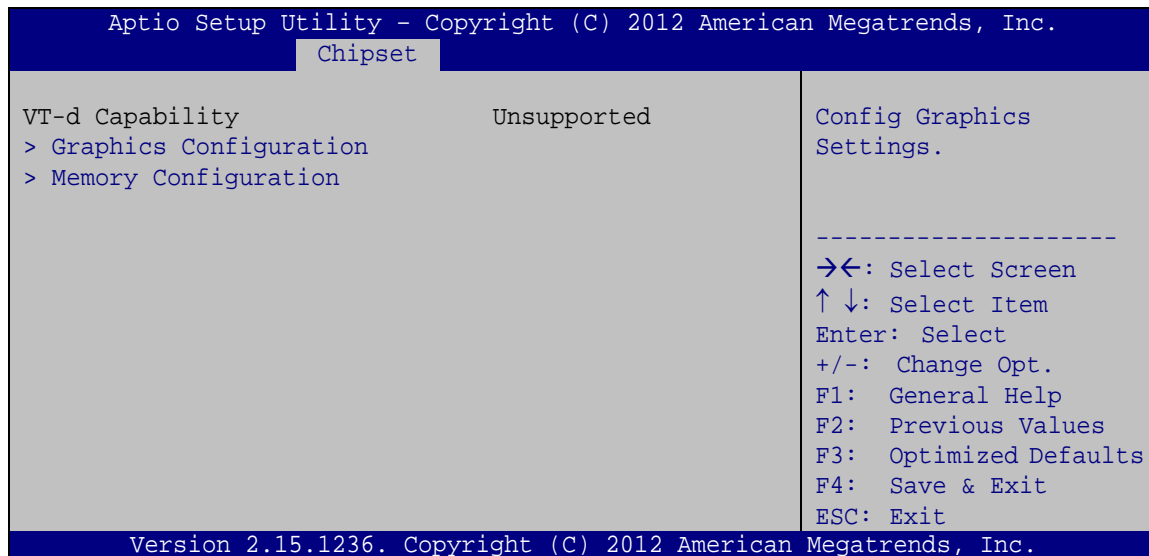 Aptio Setup Utility – Copyright (C) 2012 American Megatrends, Inc.
Chipset
VT-d Capability Unsupported
> Graphics Configuration
> Memory Configuration
Config Graphics
Settings.
---------------------
→←: Select Screen
↑ ↓: Select Item
Enter: Select
+/-: Change Opt.
F1: General Help
F2: Previous Values
F3: Optimized Defaults
F4: Save & Exit
ESC: Exit
Version 2.15.1236. Copyright (C) 2012 American Megatrends, Inc.